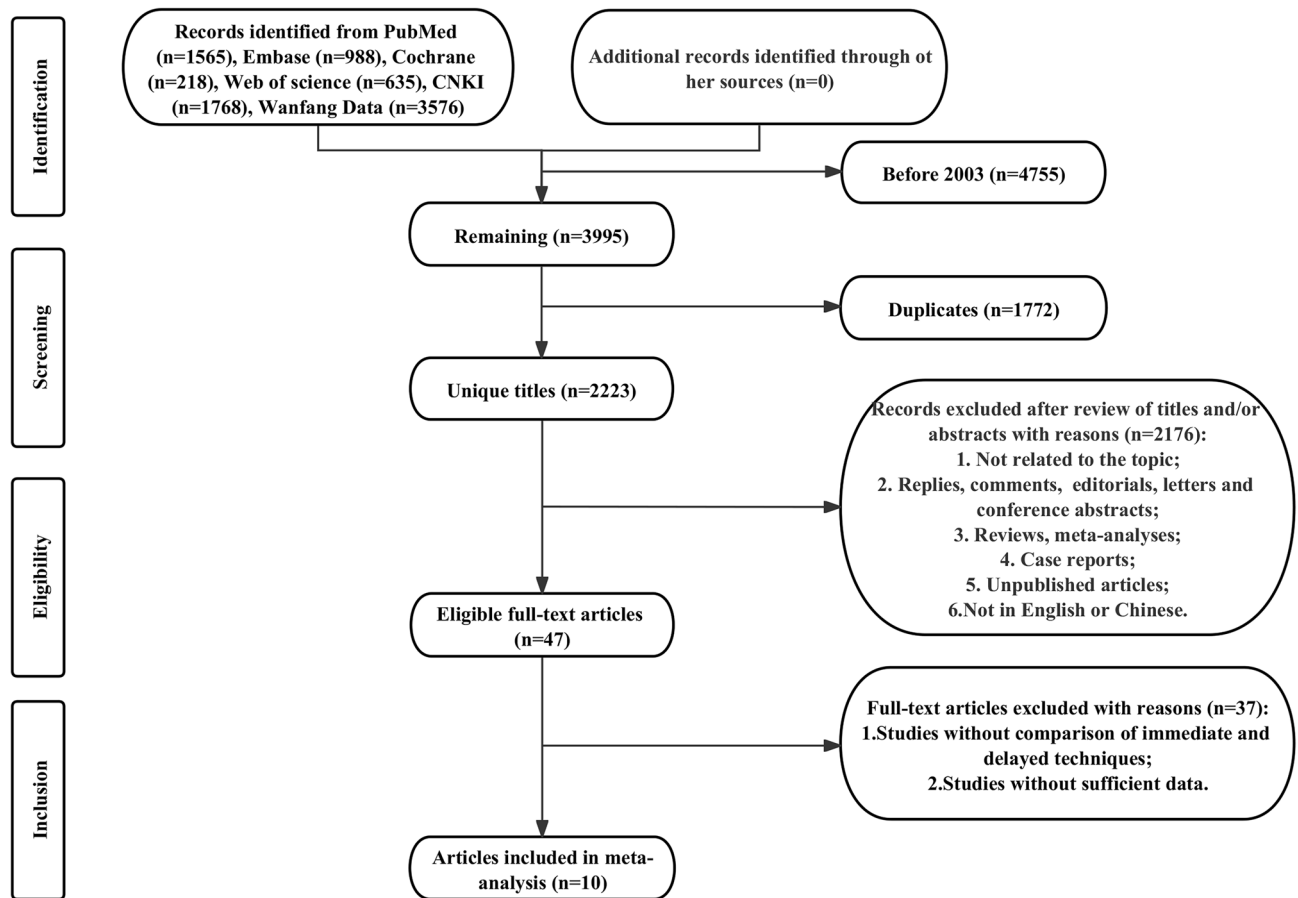 Identification
Records identified from PubMed
(n=1565), Embase (n=988), Cochrane
(n=218), Web of science (n=635), CNKI
(n=1768), Wanfang Data (n=3576)
Additional records identified through ot
her sources (n=0)
Before 2003 (n=4755)
Remaining (n=3995)
Screening
Duplicates (n=1772)
Unique titles (n=2223)
Records excluded after review of titles and/or
abstracts with reasons (n=2176):
1. Not related to the topic;
2. Replies, comments, editorials, letters and
conference abstracts;
3. Reviews, meta-analyses;
4. Case reports;
5. Unpublished articles;
6.Not in English or Chinese.
Eligibility
Eligible full-text articles
(n=47)
Inclusion
Full-text articles excluded with reasons (n=37):
1.Studies without comparison of immediate and
delayed techniques;
2.Studies without sufficient data.
Articles included in meta-
analysis (n=10)